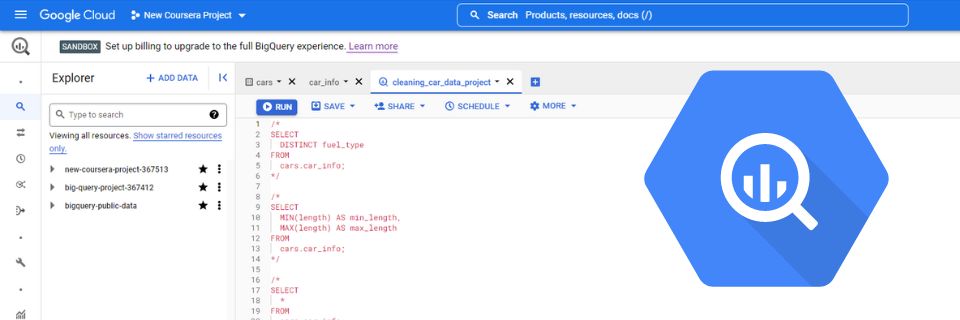 Google Cloud New Coursera Project Search Products, resources, docs (/)
SANDBOX Set up billing to upgrade to the full BigQuery experience. Learn more
Explorer + ADD DATA
Type to search
Viewing all resources. Show starred resources
only.
new-coursera-project-367513
big-query-project-367412
bigquery-public-data
cars car_info cleaning_car_data_project
RUN SAVE SHARE SCHEDULE MORE
1 /*
2 SELECT
3 DISTINCT fuel_type
4 FROM
5 cars.car_info;
6 */
7
8 /*
9 SELECT
10 MIN(length) AS min_length,
11 MAX(length) AS max_length
12 FROM
13 cars.car_info;
14 */
15
16 /*
17 SELECT
18 *
19 FROM